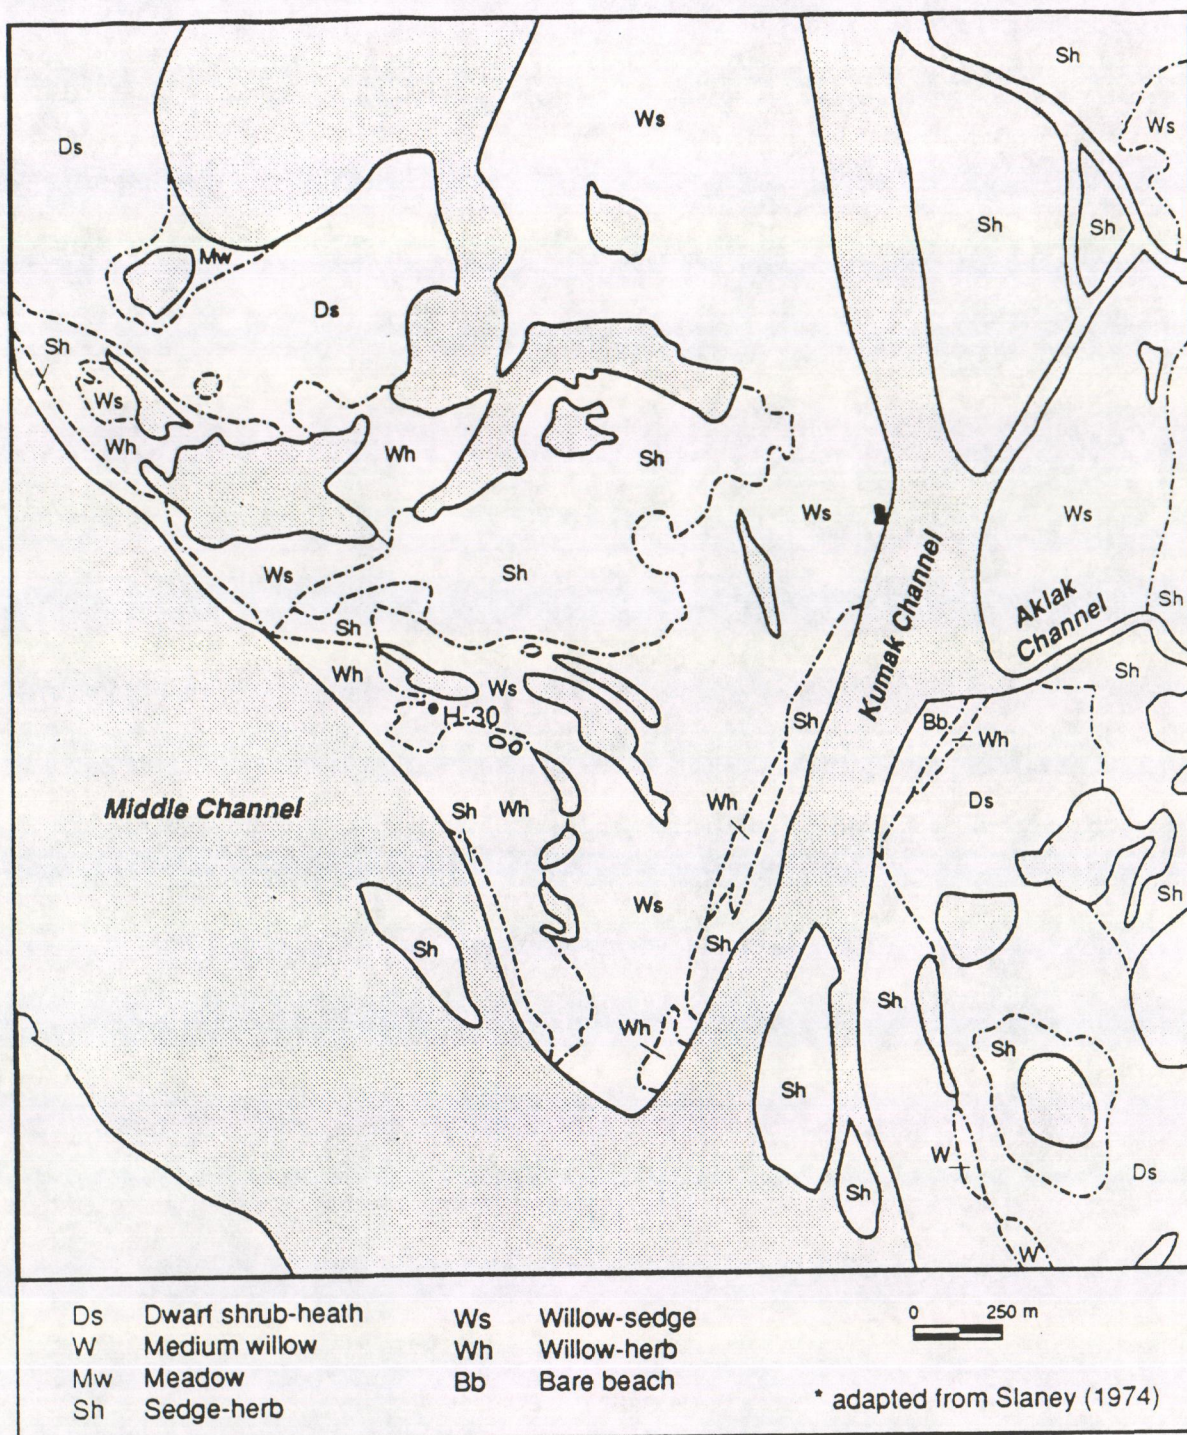 Sh
Ws
Ws
Ds
Sh
Sh
Mw
Ds
Sh
Ws
Wh
Wh
Sh
Ws
Ws
Ws
Sh
Sh
Sh
Kumak Channel
Aklak
Channel
Sh
Wh
Ws
H-30
Sh
Bb
Wh
Middle Channel
Sh
Wh
Wh
Ds
Sh
Ws
Sh
Sh
Sh
Wh
Sh
Sh
W
Ds
Sh
W
Ds Dwarf shrub-heath
W Medium willow
Mw Meadow
Sh Sedge-herb
Ws Willow-sedge
Wh Willow-herb
Bb Bare beach
0 250 m
* adapted from Slaney (1974)